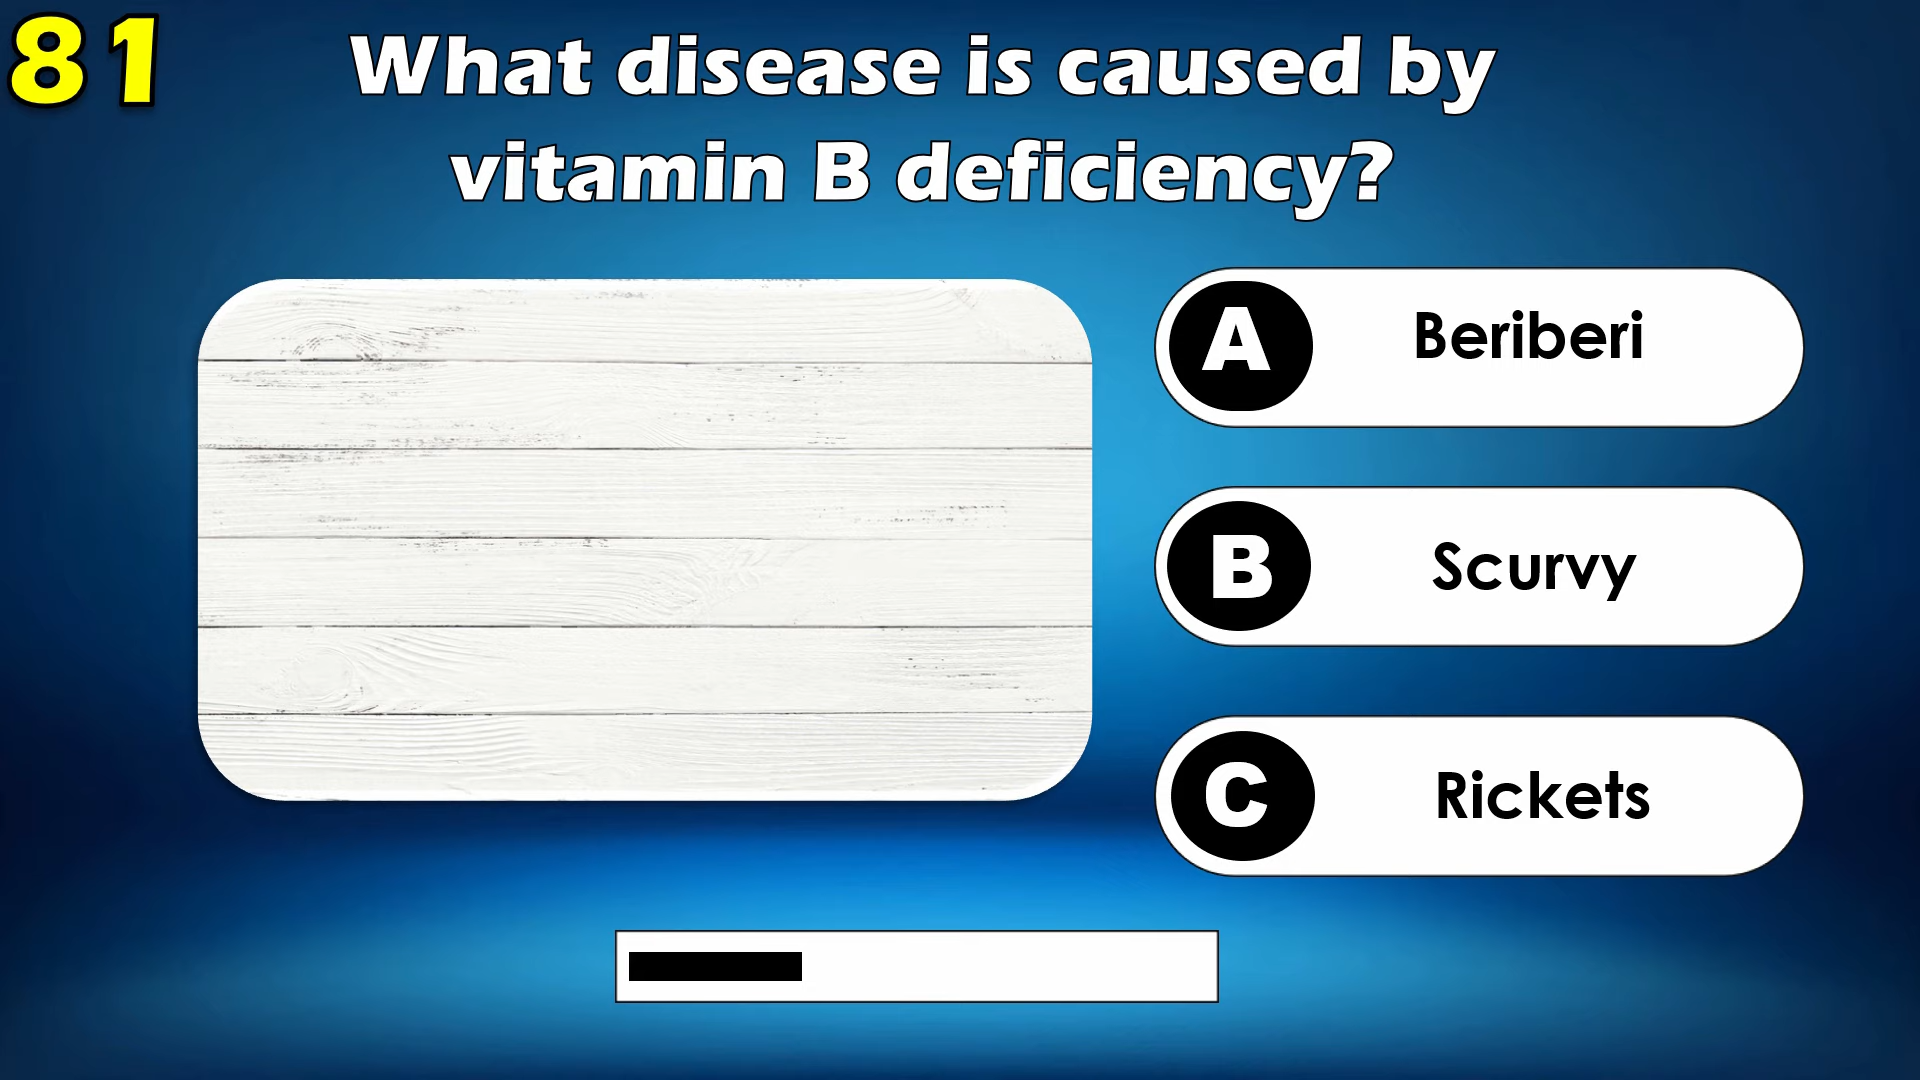 81
What disease is caused by
vitamin B deficiency?
A Beriberi
B Scurvy
C Rickets